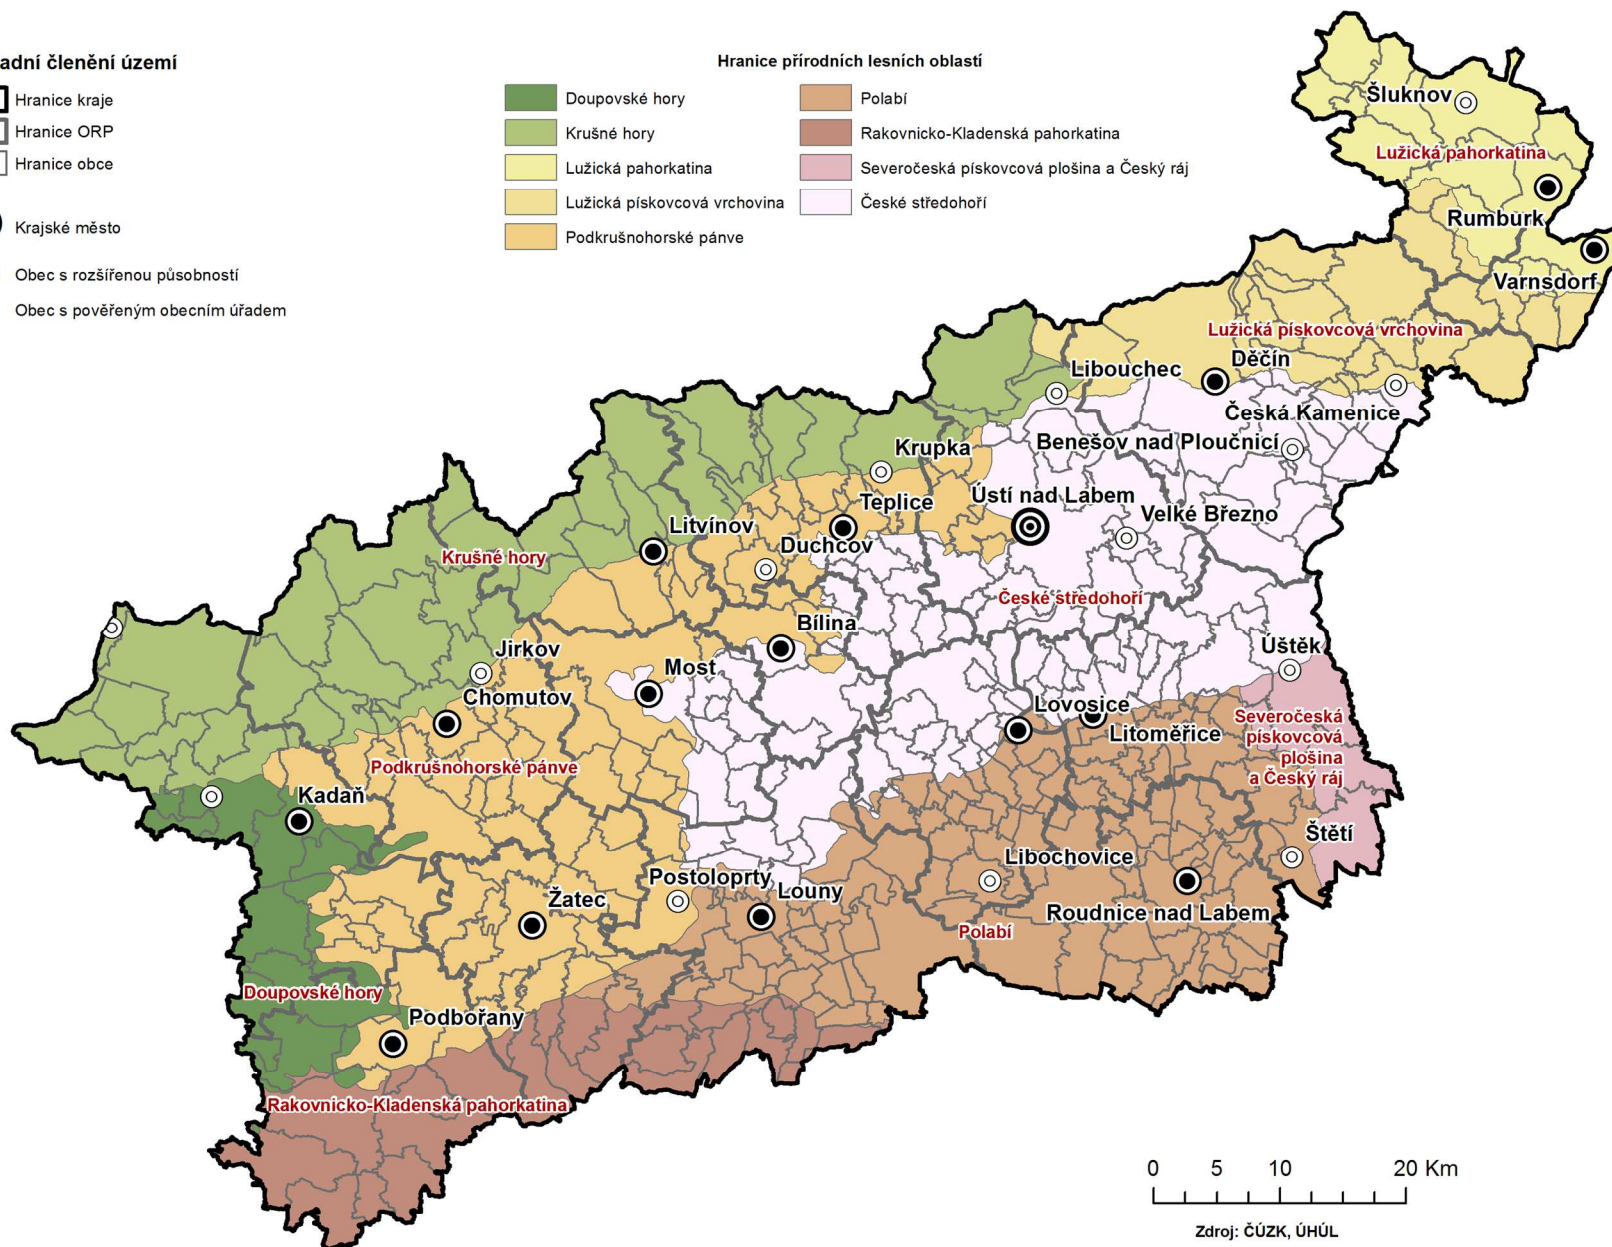 adní členění území
Hranice kraje
Hranice ORP
Hranice obce
Krajské město
Obec s rozšířenou působností
Obec s pověřeným obecním úřadem
Hranice přírodních lesních oblastí
Doupovské hory
Krušné hory
Lužická pahorkatina
Lužická pískovcová vrchovina
Podkrušnohorské pánve
Polabí
Rakovnicko-Kladenská pahorkatina
Severočeská pískovcová plošina a Český ráj
České středohoří
Šluknov
Lužická pahorkatina
Rumburk
Varnsdorf
Lužická pískovcová vrchovina
Děčín
Libouchec
Česká Kamenice
Benešov nad Ploučnicí
Krupka
Teplice
Ústí nad Labem
Velké Březno
Litvínov
Duchcov
Krušné hory
České středohoří
Bílina
Jirkov
Most
Úštěk
Chomutov
Lovosice
Litoměřice
Severočeská
pískovcová
plošina
a Český ráj
Podkrušnohorské pánve
Kadaň
Štětí
Libochovice
Postoloprty
Louny
Žatec
Roudnice nad Labem
Polabí
Doupovské hory
Podbořany
Rakovnicko-Kladenská pahorkatina
0 5 10 20 Km
Zdroj: ČÚZK, ÚHÚL